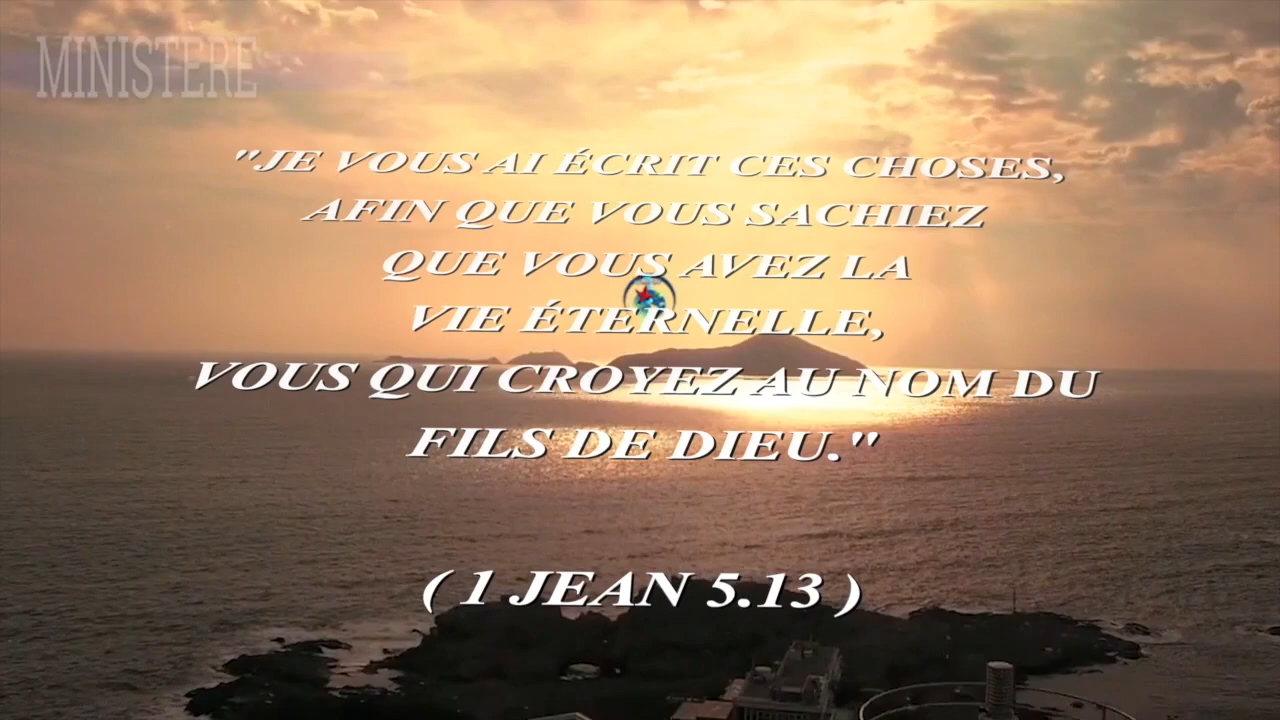 MINISTERE
"JE VOUS AI ÉCRIT CES CHOSES,
AFIN QUE VOUS SACHIEZ
QUE VOUS AVEZ LA
VIE ÉTERNELLE,
VOUS QUI CROYEZ AU NOM DU
FILS DE DIEU."
( 1 JEAN 5.13 )